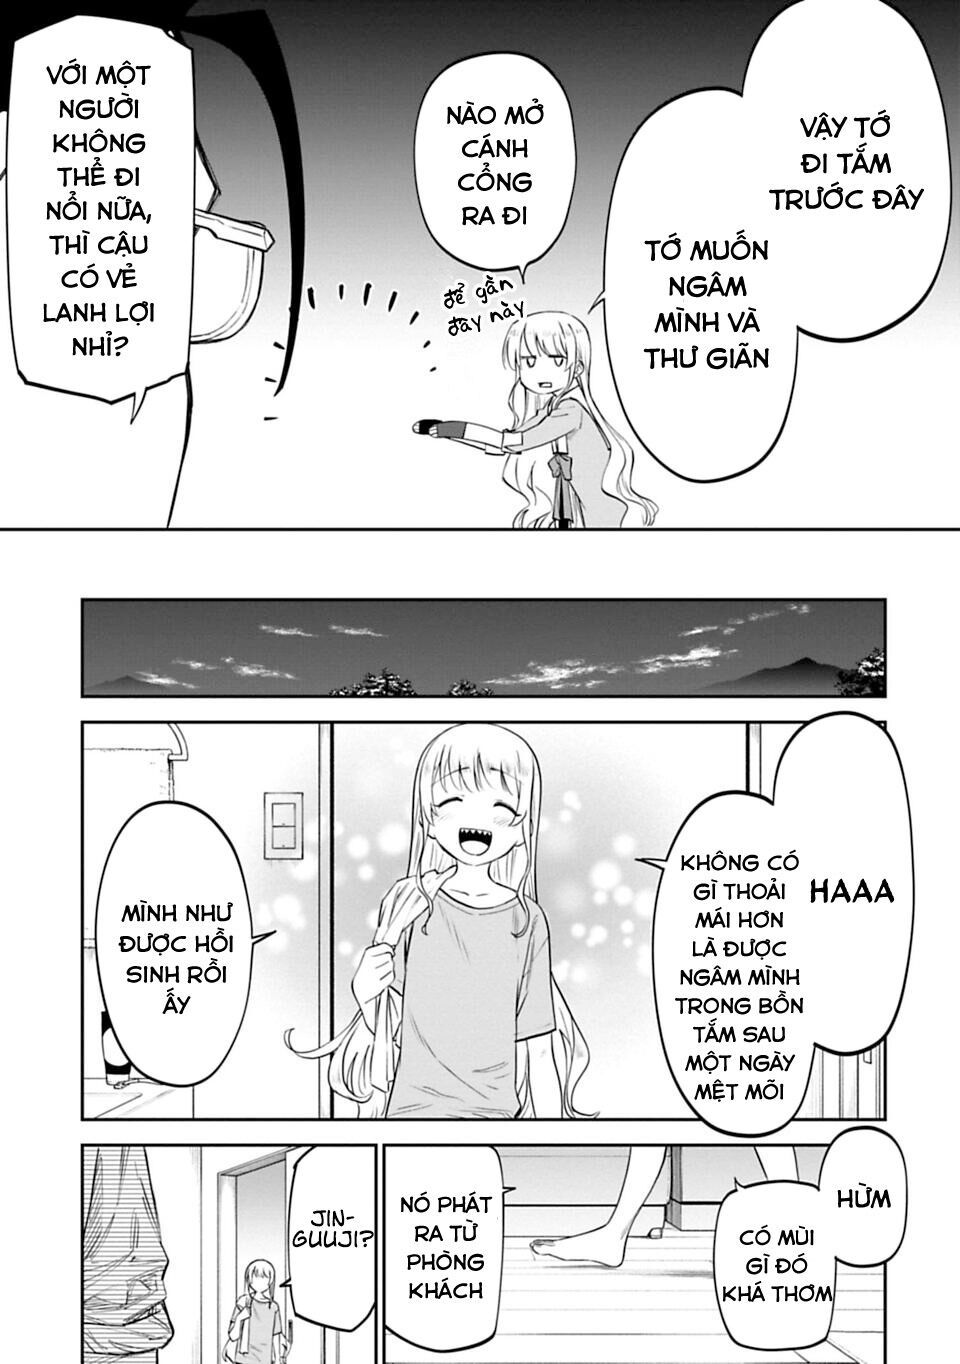 VẬY TỚ
ĐI TẮM
TRƯỚC ĐÂY
TỚ MUỐN
NGÂM
MÌNH VÀ
THƯ GIÃN
NÀO MỞ
CÁNH
CỔNG
RA ĐI
để gần
đây này
VỚI MỘT
NGƯỜI
KHÔNG
THỂ ĐI
NỔI NỮA,
THÌ CẬU
CÓ VẺ
LANH LỢI
NHỈ?
HAAA
KHÔNG CÓ
GÌ THOẢI
MÁI HƠN
LÀ ĐƯỢC
NGÂM MÌNH
TRONG BỒN
TẮM SAU
MỘT NGÀY
MỆT MỎI
MÌNH NHƯ
ĐƯỢC HỒI
SINH RỒI
ẤY
HỪM
CÓ MÙI
GÌ ĐÓ
KHÁ THƠM
NÓ PHÁT
RA TỪ
PHÒNG
KHÁCH
JIN-
GUUJI?